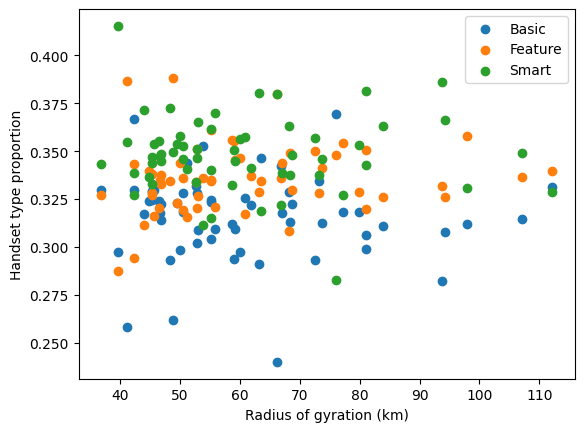 Basic
Feature
Smart
Handset type proportion
0.400
0.375
0.350
0.325
0.300
0.275
0.250
40 50 60 70 80 90 100 110
Radius of gyration (km)